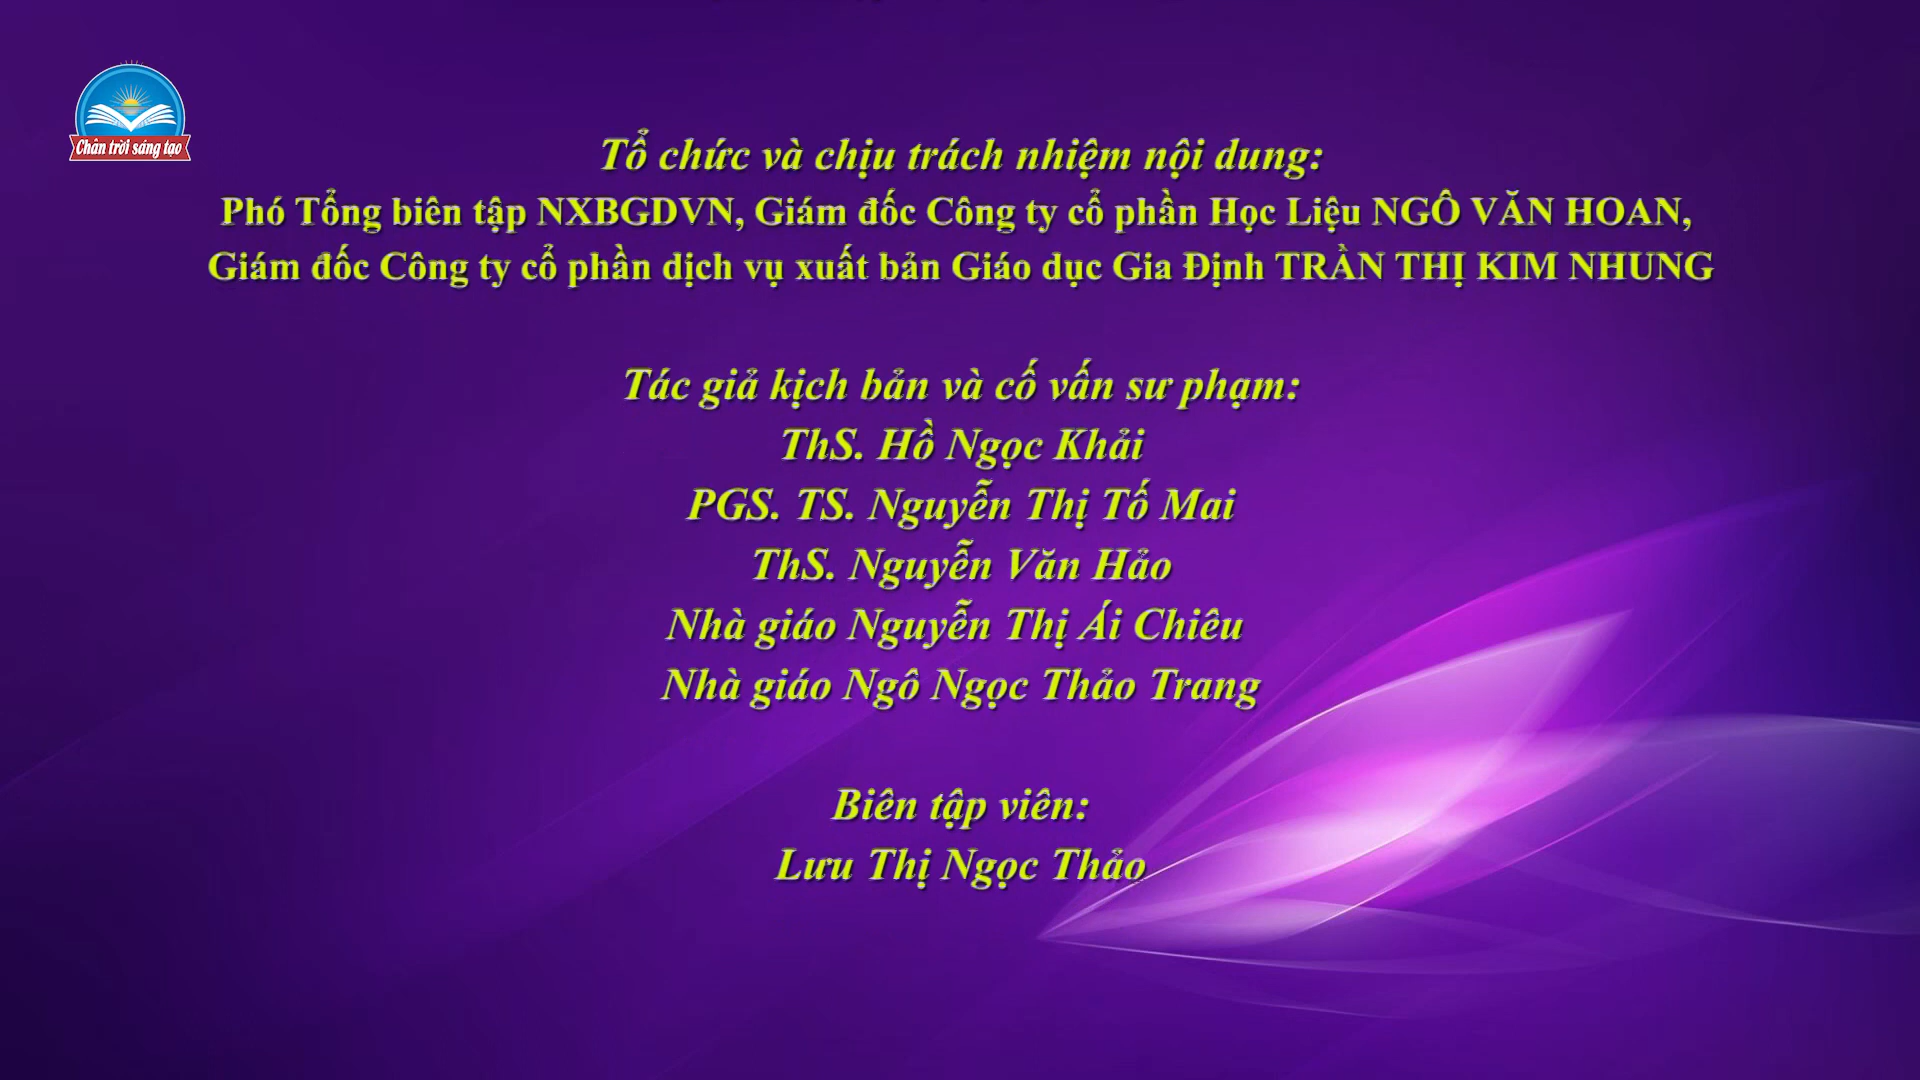 Chân trời sáng tạo
Tổ chức và chịu trách nhiệm nội dung:
Phó Tổng biên tập NXBGDVN, Giám đốc Công ty cổ phần Học Liệu NGÔ VĂN HOAN,
Giám đốc Công ty cổ phần dịch vụ xuất bản Giáo dục Gia Định TRẦN THỊ KIM NHUNG
Tác giả kịch bản và cố vấn sư phạm:
ThS. Hồ Ngọc Khải
PGS. TS. Nguyễn Thị Tố Mai
ThS. Nguyễn Văn Hảo
Nhà giáo Nguyễn Thị Ái Chiêu
Nhà giáo Ngô Ngọc Thảo Trang
Biên tập viên:
Lưu Thị Ngọc Thảo